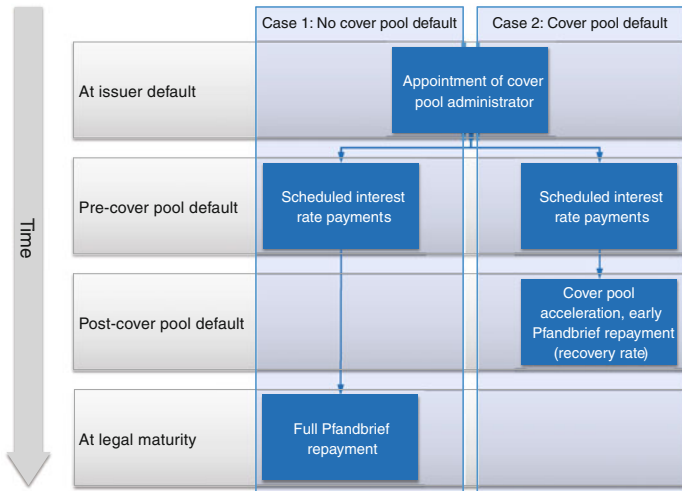 Case 1: No cover pool default
Case 2: Cover pool default
At issuer default
Appointment of cover
pool administrator
Time
Pre-cover pool default
Scheduled interest
rate payments
Scheduled interest
rate payments
Post-cover pool default
Cover pool
acceleration, early
Pfandbrief repayment
(recovery rate)
At legal maturity
Full Pfandbrief
repayment